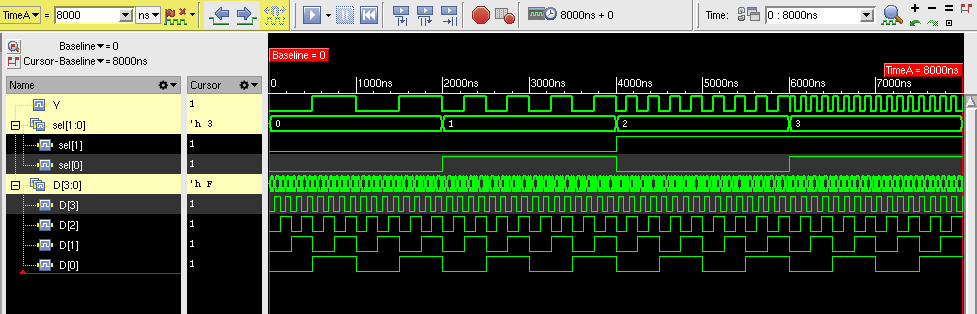 TimeA = 8000 ns 8000ns + 0 Time: 0 : 8000ns
Baseline = 0
Cursor-Baseline = 8000ns
Baseline = 0
TimeA = 8000ns
Name Cursor 0 1000ns 2000ns 3000ns 4000ns 5000ns 6000ns 7000ns
Y 1
sel[1:0] 'h 3 0 1 2 3
sel[1] 1
sel[0] 1
D[3:0] 'h F
D[3] 1
D[2] 1
D[1] 1
D[0] 1